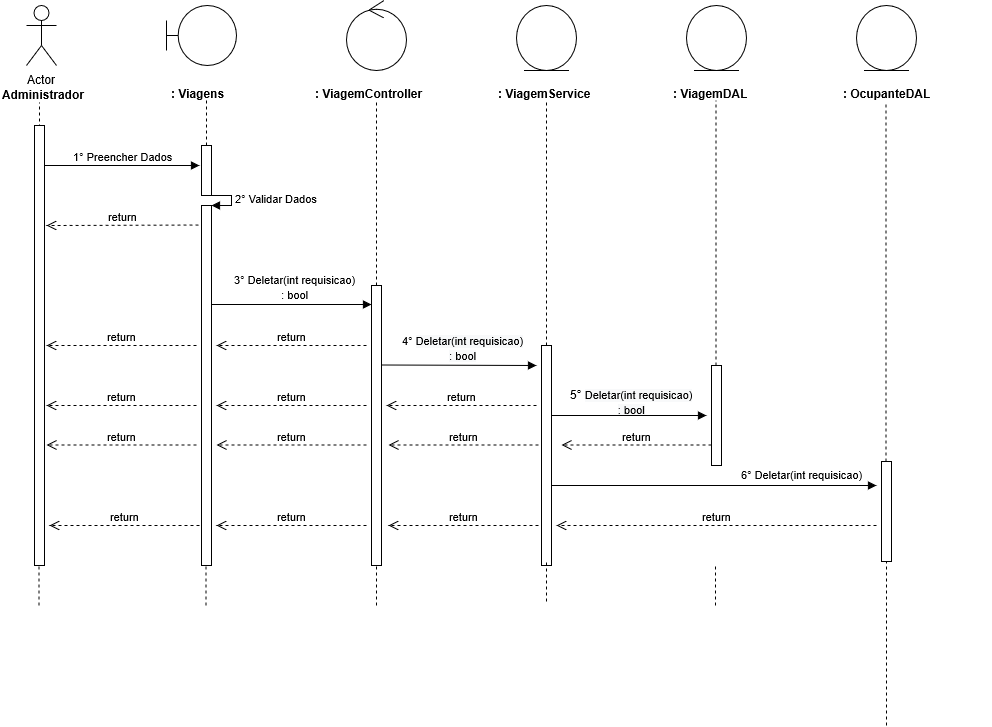 Actor
Administrador
: Viagens
: ViagemController
: ViagemService
: ViagemDAL
: OcupanteDAL
1° Preencher Dados
2° Validar Dados
return
3° Deletar(int requisicao)
: bool
return
return
4° Deletar(int requisicao)
: bool
return
return
return
5° Deletar(int requisicao)
: bool
return
return
return
return
6° Deletar(int requisicao)
return
return
return
return